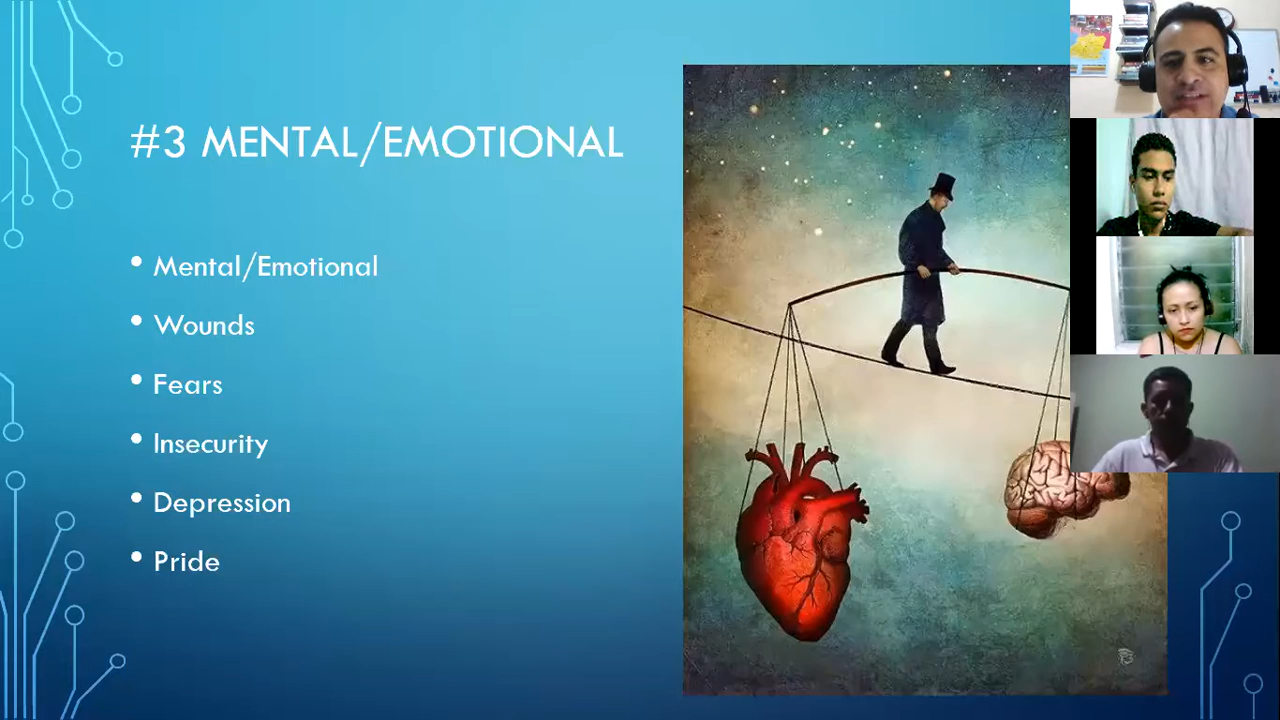 #3 MENTAL/EMOTIONAL
• Mental/Emotional
• Wounds
• Fears
• Insecurity
• Depression
• Pride